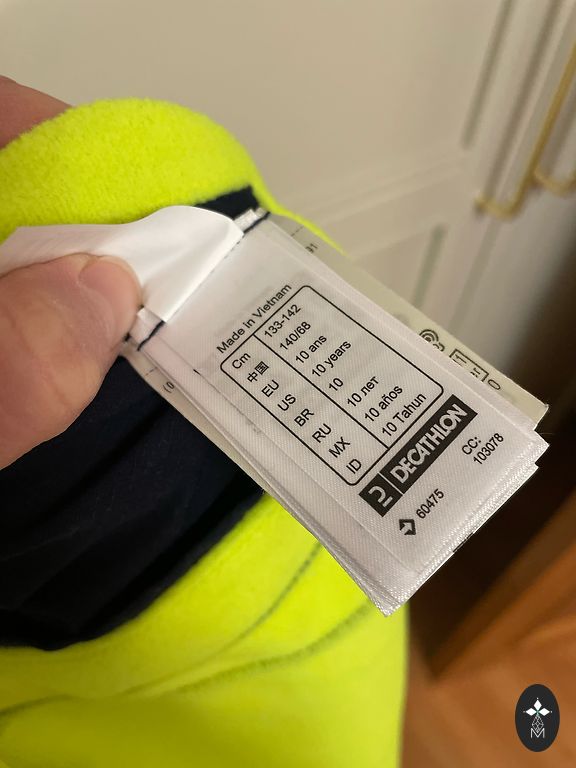 Made in Vietnam
Cm 133-142
中国 140/68
EU 10 ans
US 10 years
BR 10
RU 10 лет
MX 10 años
ID 10 Tahun
DECATHLON
60475
CC:
103078
91